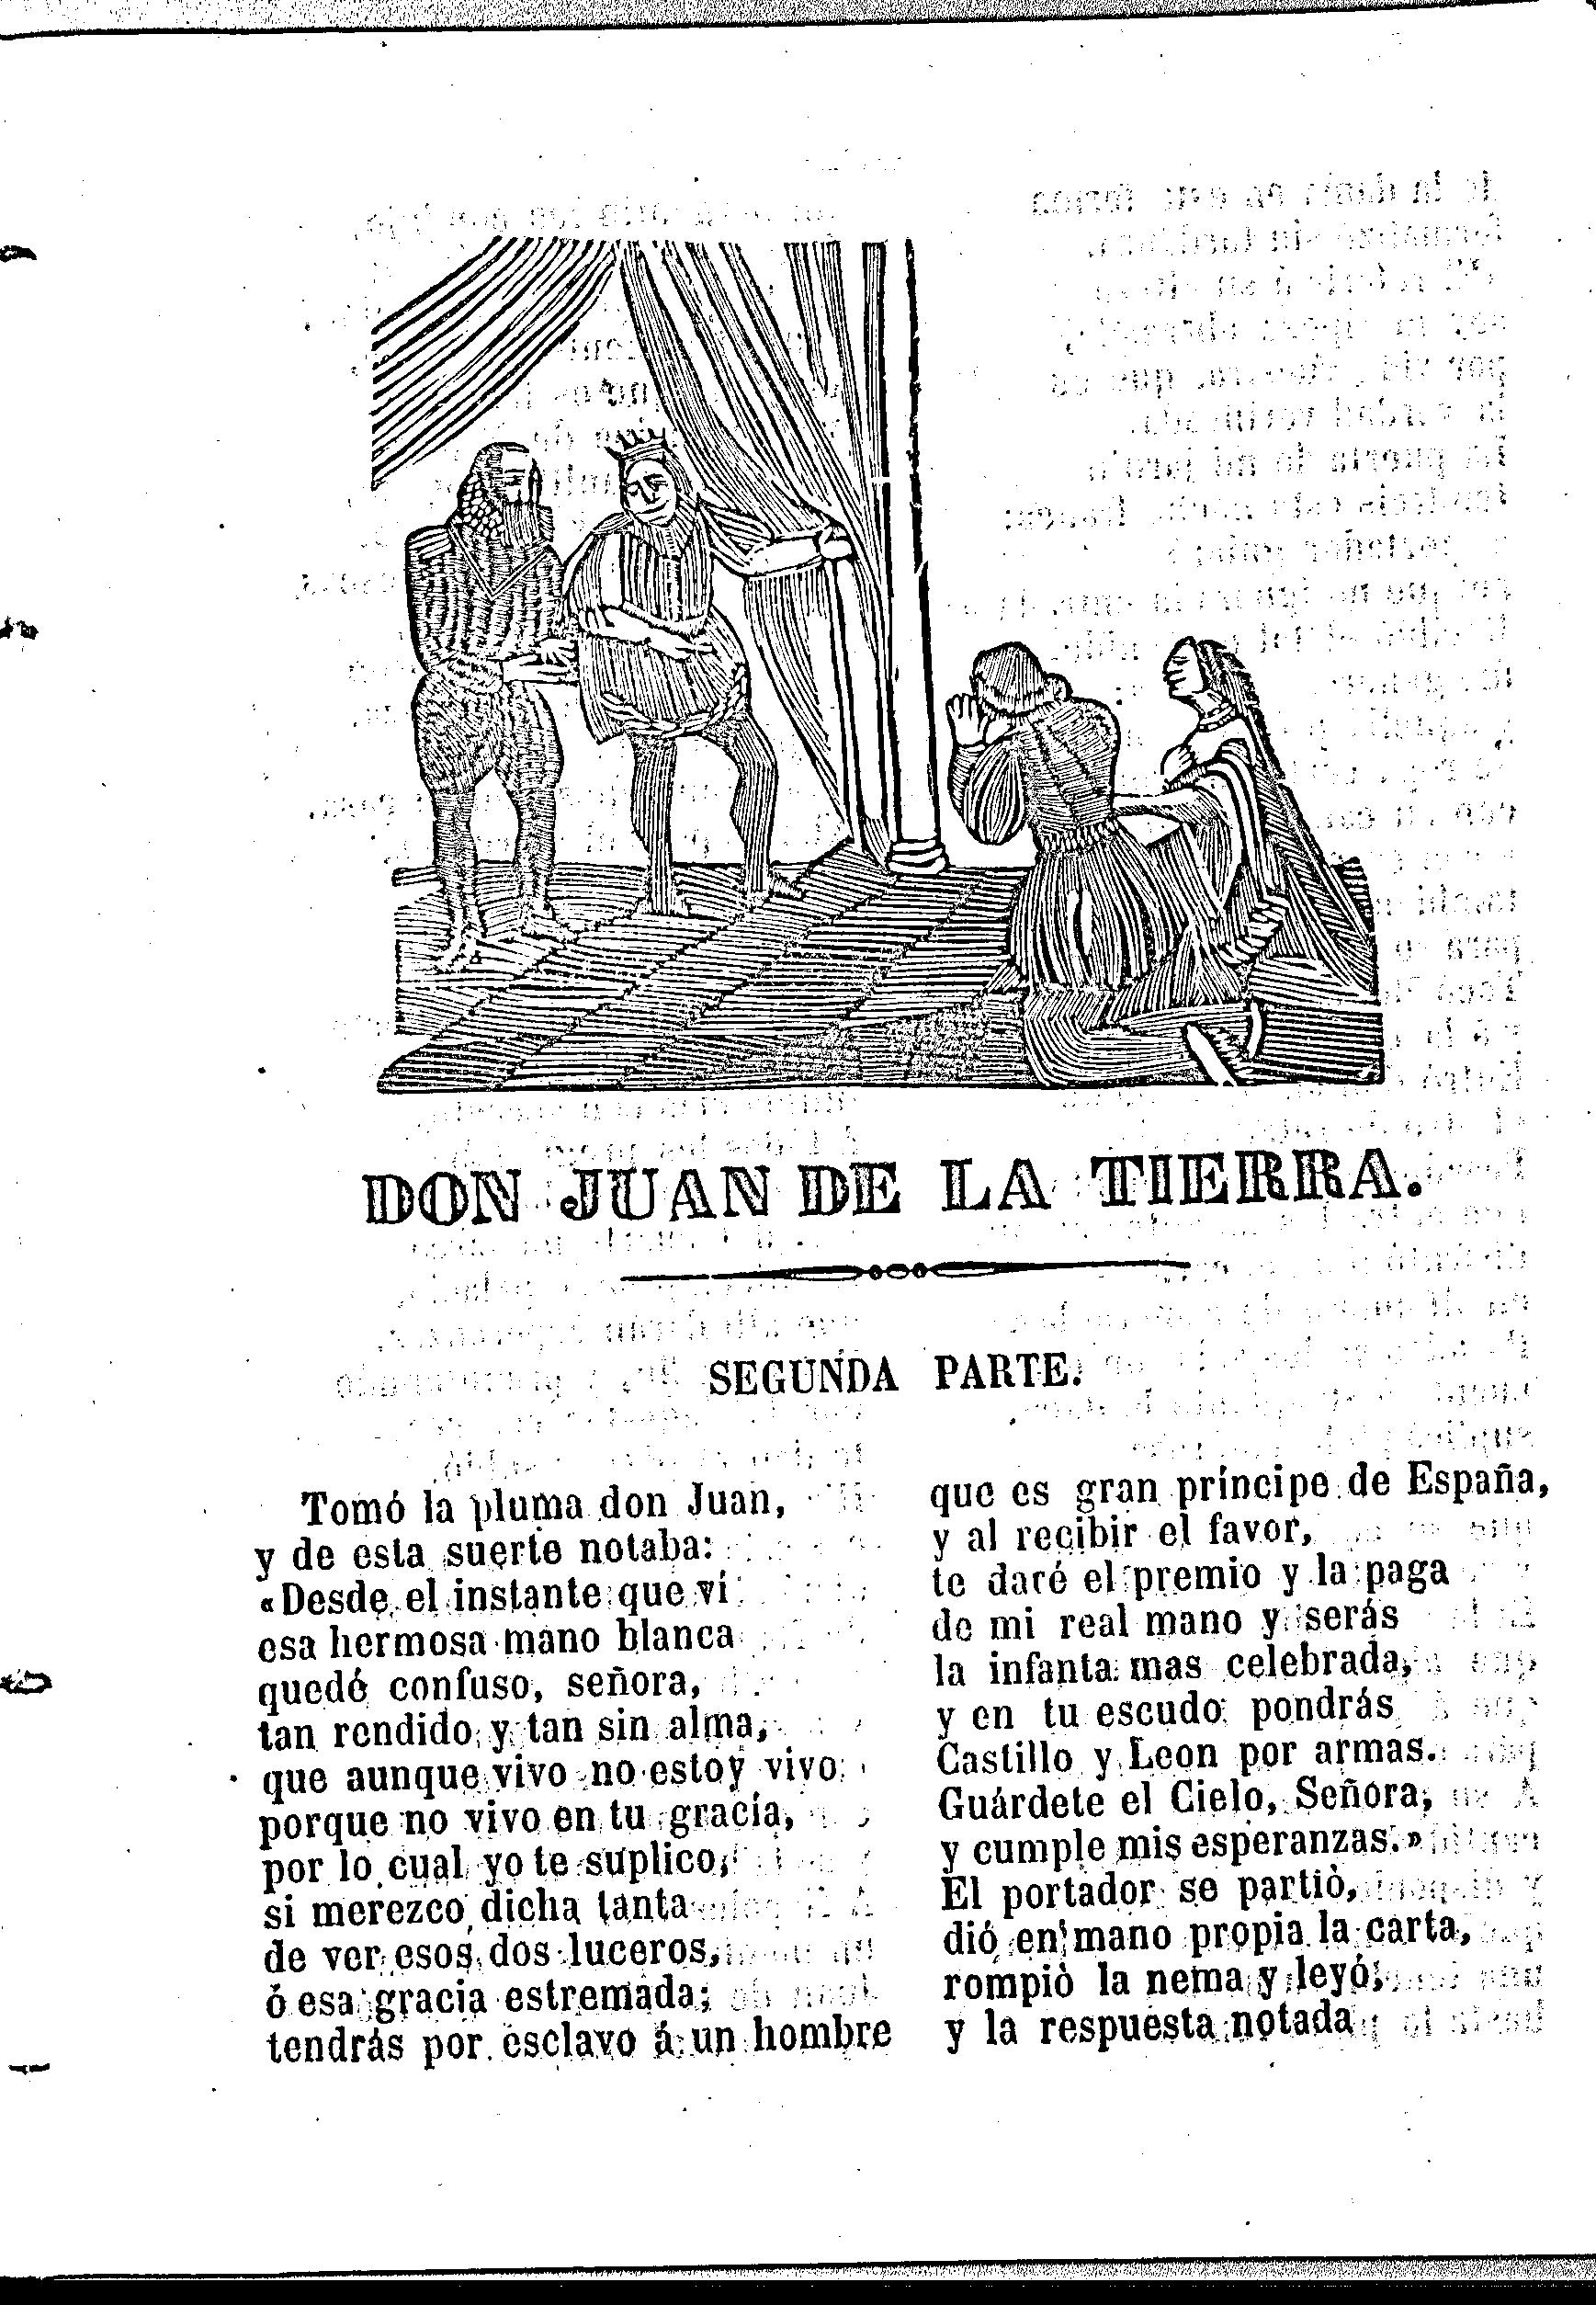 DON JUAN DE LA TIERRA.
SEGUNDA PARTE.
Tomó la pluma don Juan,
y de esta suerte notaba:
«Desde el instante que ví
esa hermosa mano blanca
quedé confuso, señora,
tan rendido y tan sin alma,
que aunque vivo no estoy vivo
porque no vivo en tu gracia,
por lo cual yo te suplico,
si merezco dicha tanta
de ver esos dos luceros,
ó esa gracia estremada;
tendrás por esclavo á un hombre
que es gran príncipe de España,
y al recibir el favor,
te daré el premio y la paga
de mi real mano y serás
la infanta mas celebrada,
y en tu escudo pondrás
Castillo y Leon por armas.
Guárdete el Cielo, Señora,
y cumple mis esperanzas.»
El portador se partiò,
dió en mano propia la carta,
rompiò la nema y leyó,
y la respuesta notada